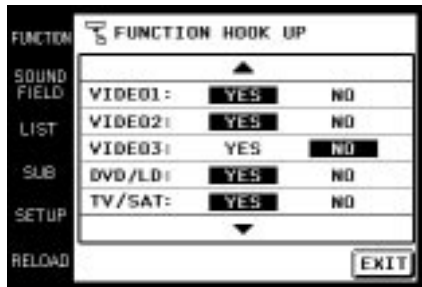 FUNCTION
SOUND
FIELD
LIST
SUB
SETUP
RELOAD
FUNCTION HOOK UP
VIDEO1: YES NO
VIDEO2: YES NO
VIDEO3: YES NO
DVD/LD: YES NO
TV/SAT: YES NO
EXIT